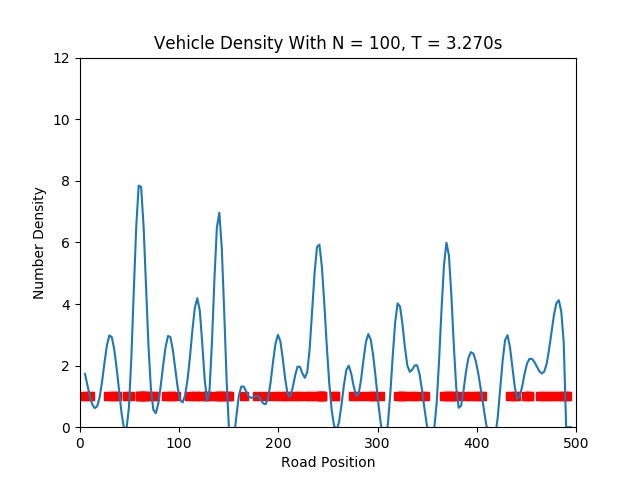 Vehicle Density With N = 100, T = 3.270s
12
10
8
6
4
2
0
Number Density
0 100 200 300 400 500
Road Position